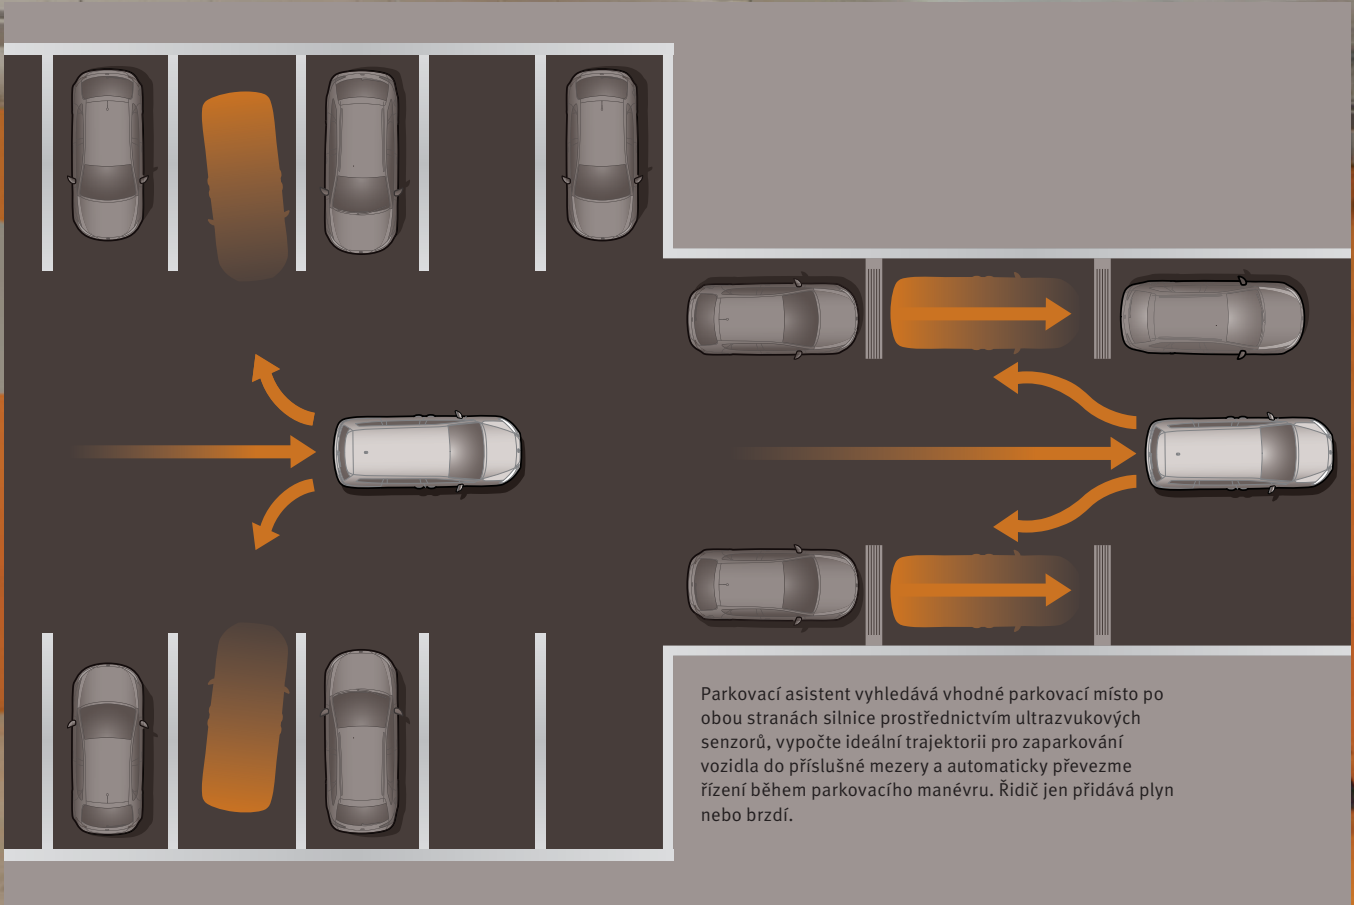 Parkovací asistent vyhledává vhodné parkovací místo po
obou stranách silnice prostřednictvím ultrazvukových
senzorů, vypočte ideální trajektorii pro zaparkování
vozidla do příslušné mezery a automaticky převezme
řízení během parkovacího manévru. Řidič jen přidává plyn
nebo brzdí.